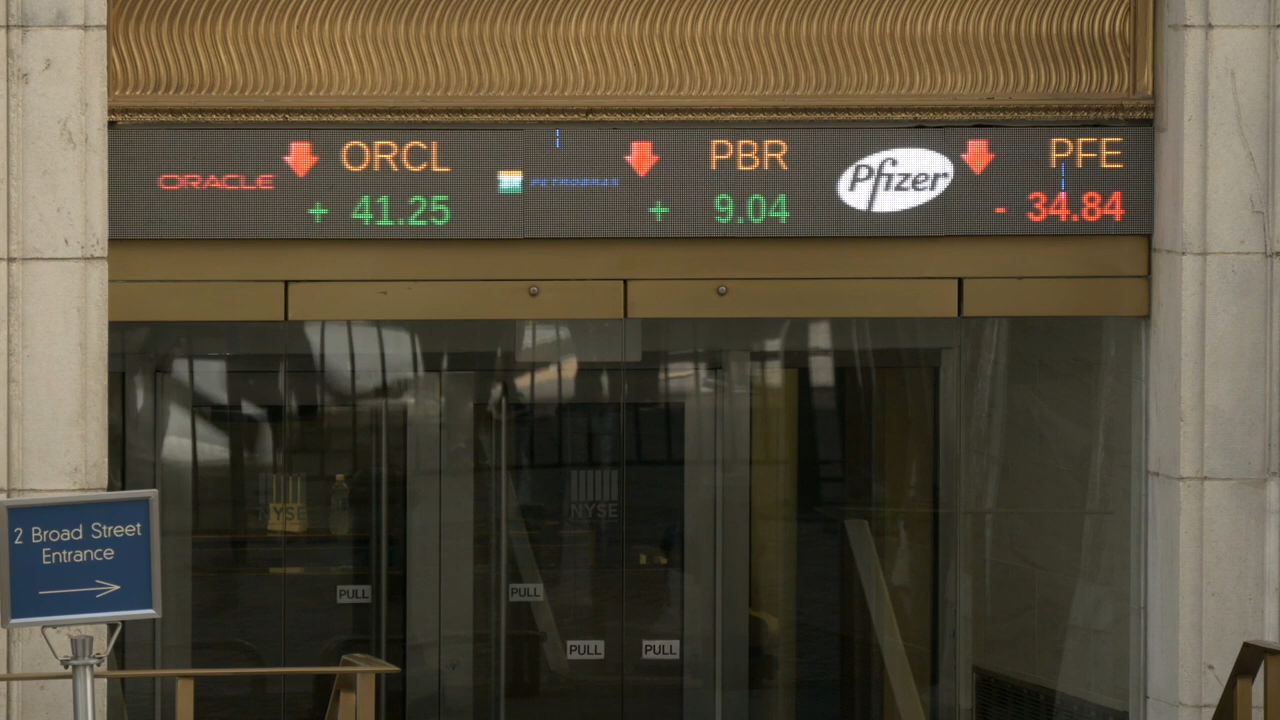 ORACLE
ORCL
+ 41.25
PETROBRAS
PBR
+ 9.04
Pfizer
PFE
- 34.84
NYSE
NYSE
2 Broad Street
Entrance
PULL
PULL
PULL
PULL